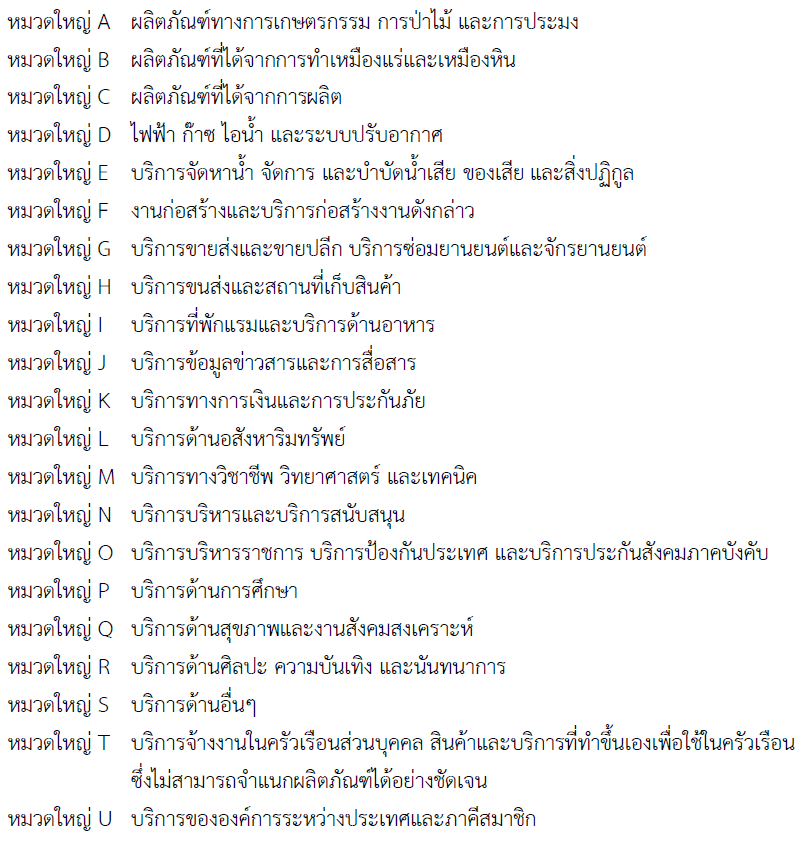 หมวดใหญ่ A ผลิตภัณฑ์ทางการเกษตรกรรม การป่าไม้ และการประมง
หมวดใหญ่ B ผลิตภัณฑ์ที่ได้จากการทำเหมืองแร่และเหมืองหิน
หมวดใหญ่ C ผลิตภัณฑ์ที่ได้จากการผลิต
หมวดใหญ่ D ไฟฟ้า ก๊าซ ไอน้ำ และระบบปรับอากาศ
หมวดใหญ่ E บริการจัดหาน้ำ จัดการ และบำบัดน้ำเสีย ของเสีย และสิ่งปฏิกูล
หมวดใหญ่ F งานก่อสร้างและบริการก่อสร้างงานดังกล่าว
หมวดใหญ่ G บริการขายส่งและขายปลีก บริการซ่อมยานยนต์และจักรยานยนต์
หมวดใหญ่ H บริการขนส่งและสถานที่เก็บสินค้า
หมวดใหญ่ I บริการที่พักแรมและบริการด้านอาหาร
หมวดใหญ่ J บริการข้อมูลข่าวสารและการสื่อสาร
หมวดใหญ่ K บริการทางการเงินและการประกันภัย
หมวดใหญ่ L บริการด้านอสังหาริมทรัพย์
หมวดใหญ่ M บริการทางวิชาชีพ วิทยาศาสตร์ และเทคนิค
หมวดใหญ่ N บริการบริหารและบริการสนับสนุน
หมวดใหญ่ O บริการบริหารราชการ บริการป้องกันประเทศ และบริการประกันสังคมภาคบังคับ
หมวดใหญ่ P บริการด้านการศึกษา
หมวดใหญ่ Q บริการด้านสุขภาพและงานสังคมสงเคราะห์
หมวดใหญ่ R บริการด้านศิลปะ ความบันเทิง และนันทนาการ
หมวดใหญ่ S บริการด้านอื่นๆ
หมวดใหญ่ T บริการจ้างงานในครัวเรือนส่วนบุคคล สินค้าและบริการที่ทำขึ้นเองเพื่อใช้ในครัวเรือน
ซึ่งไม่สามารถจำแนกผลิตภัณฑ์ได้อย่างชัดเจน
หมวดใหญ่ U บริการขององค์การระหว่างประเทศและภาคีสมาชิก